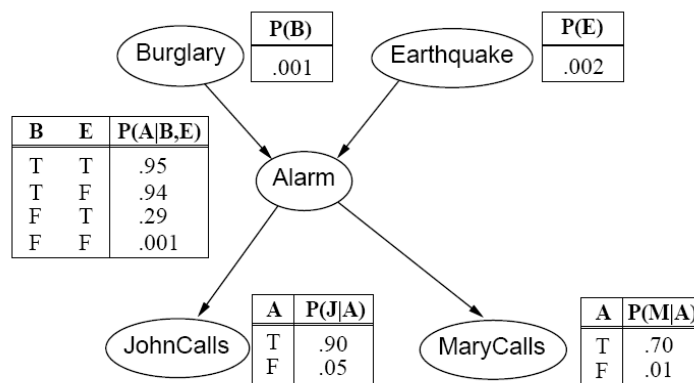 Burglary
P(B)
.001
Earthquake
P(E)
.002
B E P(A|B,E)
T T .95
T F .94
F T .29
F F .001
Alarm
JohnCalls
A P(J|A)
T .90
F .05
MaryCalls
A P(M|A)
T .70
F .01